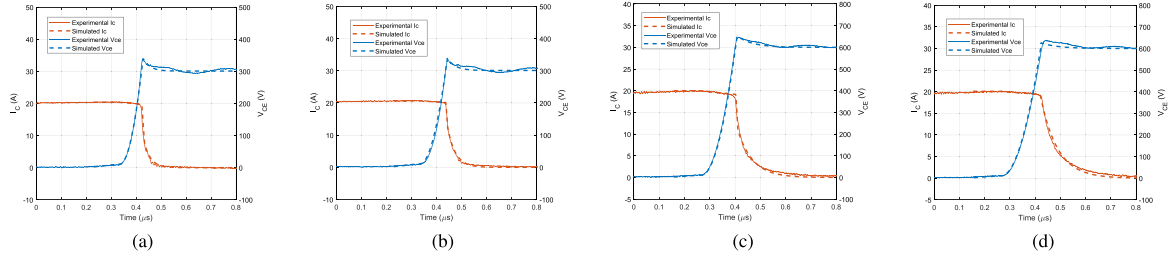 Experimental Ic
Simulated Ic
Experimental Vce
Simulated Vce
50
40
30
20
10
0
-10
I_C (A)
500
400
300
200
100
0
-100
V_CE (V)
0 0.1 0.2 0.3 0.4 0.5 0.6 0.7 0.8
Time (μs)
(a)
Experimental Ic
Simulated Ic
Experimental Vce
Simulated Vce
50
40
30
20
10
0
-10
I_C (A)
500
400
300
200
100
0
-100
V_CE (V)
0 0.1 0.2 0.3 0.4 0.5 0.6 0.7 0.8
Time (μs)
(b)
Experimental Ic
Simulated Ic
Experimental Vce
Simulated Vce
40
35
30
25
20
15
10
5
0
-5
I_C (A)
800
700
600
500
400
300
200
100
0
-100
V_CE (V)
0 0.1 0.2 0.3 0.4 0.5 0.6 0.7 0.8
Time (μs)
(c)
Experimental Ic
Simulated Ic
Experimental Vce
Simulated Vce
40
35
30
25
20
15
10
5
0
-5
I_C (A)
800
700
600
500
400
300
200
100
0
-100
V_CE (V)
0 0.1 0.2 0.3 0.4 0.5 0.6 0.7 0.8
Time (μs)
(d)